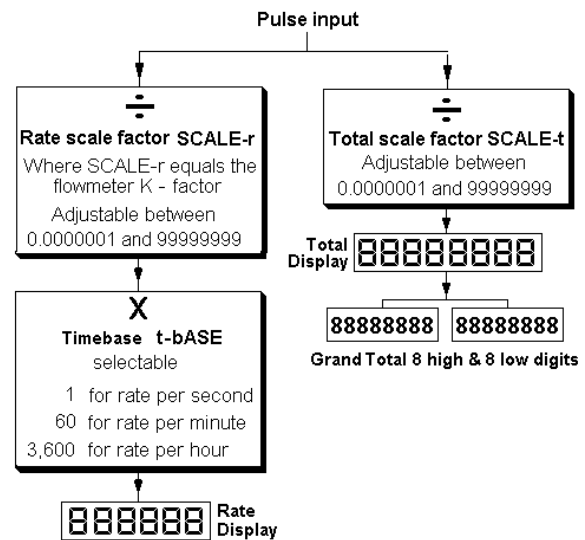 Pulse input
÷
Rate scale factor SCALE-r
Where SCALE-r equals the
flowmeter K - factor
Adjustable between
0.0000001 and 99999999
X
Timebase t-bASE
selectable
1 for rate per second
60 for rate per minute
3,600 for rate per hour
888888
Rate
Display
÷
Total scale factor SCALE-t
Adjustable between
0.0000001 and 99999999
Total
Display
88888888
88888888 88888888
Grand Total 8 high & 8 low digits